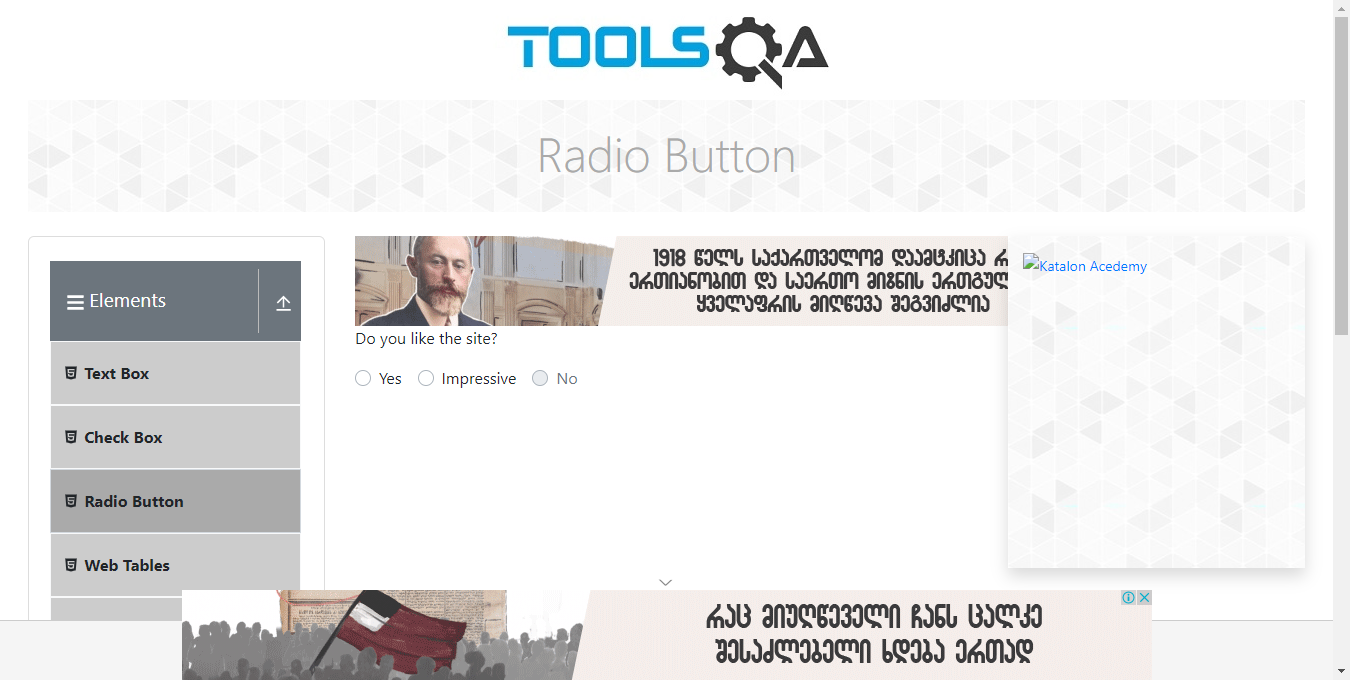 TOOLSQA
Radio Button
Elements
Text Box
Check Box
Radio Button
Web Tables
1918 წელს საქართველომ დაამტკიცა რ
ერთიანობით და საერთო მიზნის ერთგულ
ყველაფრის მიღწევა შეგვიძლია
Do you like the site?
Yes
Impressive
No
Katalon Acedemy
რაც მიუღწეველი ჩანს ცალკე
შესაძლებელი ხდება ერთად